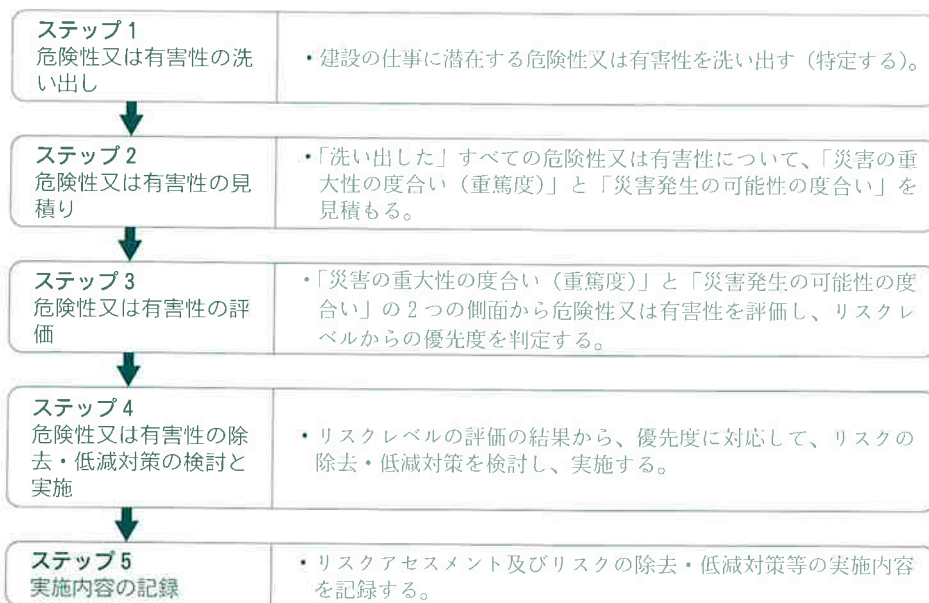 ステップ1
危険性又は有害性の洗
い出し
・建設の仕事に潜在する危険性又は有害性を洗い出す（特定する）。
ステップ2
危険性又は有害性の見
積り
・「洗い出した」すべての危険性又は有害性について、「災害の重
大性の度合い（重篤度）」と「災害発生の可能性の度合い」を
見積もる。
ステップ3
危険性又は有害性の評
価
・「災害の重大性の度合い（重篤度）」と「災害発生の可能性の度
合い」の2つの側面から危険性又は有害性を評価し、リスクレ
ベルからの優先度を判定する。
ステップ4
危険性又は有害性の除
去・低減対策の検討と
実施
・リスクレベルの評価の結果から、優先度に対応して、リスクの
除去・低減対策を検討し、実施する。
ステップ5
実施内容の記録
・リスクアセスメント及びリスクの除去・低減対策等の実施内容
を記録する。